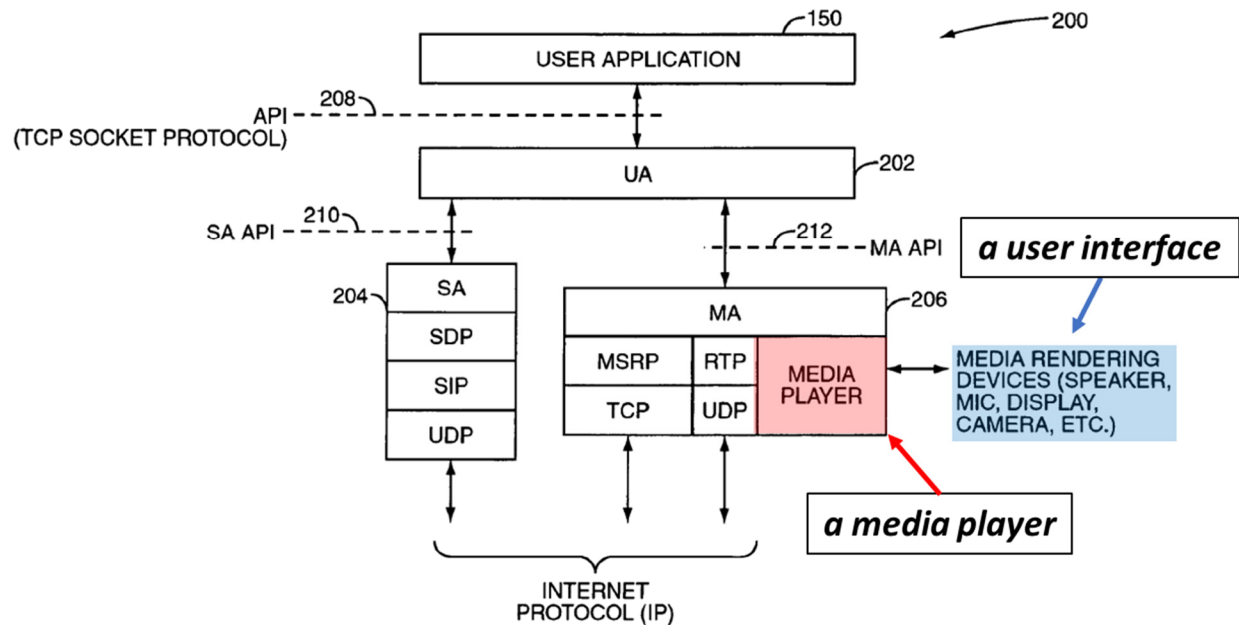 150
200
USER APPLICATION
208
API
(TCP SOCKET PROTOCOL)
202
UA
210
SA API
212
MA API
a user interface
204
SA
SDP
SIP
UDP
206
MA
MSRP
RTP
MEDIA
PLAYER
TCP
UDP
MEDIA RENDERING
DEVICES (SPEAKER,
MIC, DISPLAY,
CAMERA, ETC.)
a media player
INTERNET
PROTOCOL (IP)